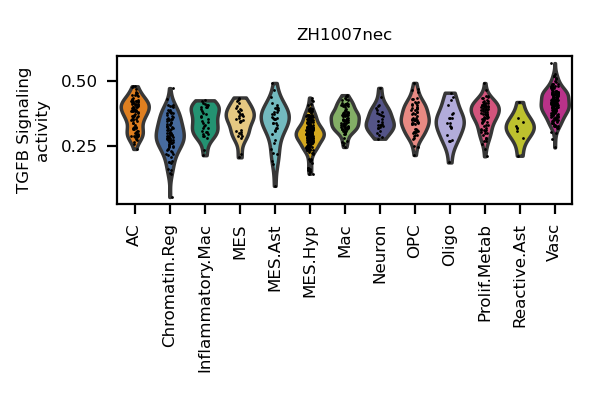 ZH1007nec
TGFB Signaling
activity
0.50
0.25
AC
Chromatin.Reg
Inflammatory.Mac
MES
MES.Ast
MES.Hyp
Mac
Neuron
OPC
Oligo
Prolif.Metab
Reactive.Ast
Vasc